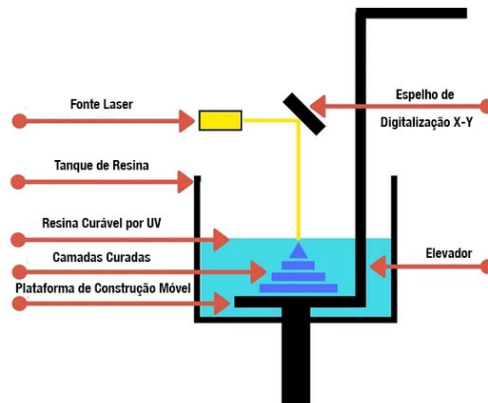 Fonte Laser
Espelho de
Digitalização X-Y
Tanque de Resina
Resina Curável por UV
Camadas Curadas
Elevador
Plataforma de Construção Móvel